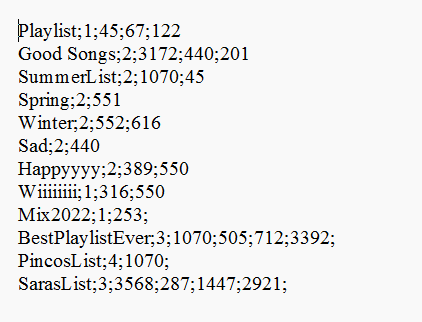 Playlist;1;45;67;122
Good Songs;2;3172;440;201
SummerList;2;1070;45
Spring;2;551
Winter;2;552;616
Sad;2;440
Happyyyy;2;389;550
Wiiiiiiii;1;316;550
Mix2022;1;253;
BestPlaylistEver;3;1070;505;712;3392;
PincosList;4;1070;
SarasList;3;3568;287;1447;2921;